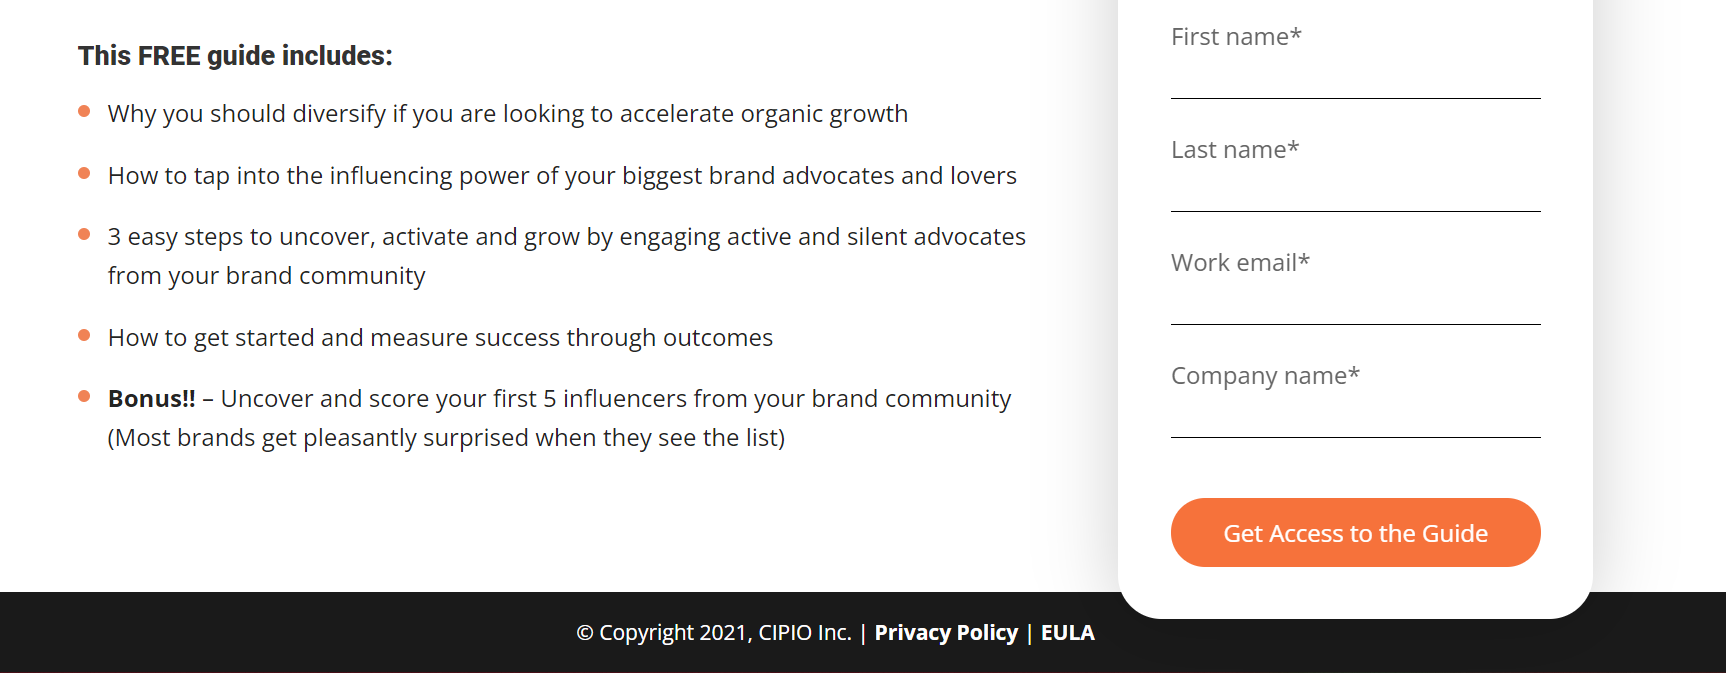 This FREE guide includes:
Why you should diversify if you are looking to accelerate organic growth
How to tap into the influencing power of your biggest brand advocates and lovers
3 easy steps to uncover, activate and grow by engaging active and silent advocates
from your brand community
How to get started and measure success through outcomes
Bonus!! – Uncover and score your first 5 influencers from your brand community
(Most brands get pleasantly surprised when they see the list)
First name*
Last name*
Work email*
Company name*
Get Access to the Guide
© Copyright 2021, CIPIO Inc. | Privacy Policy | EULA